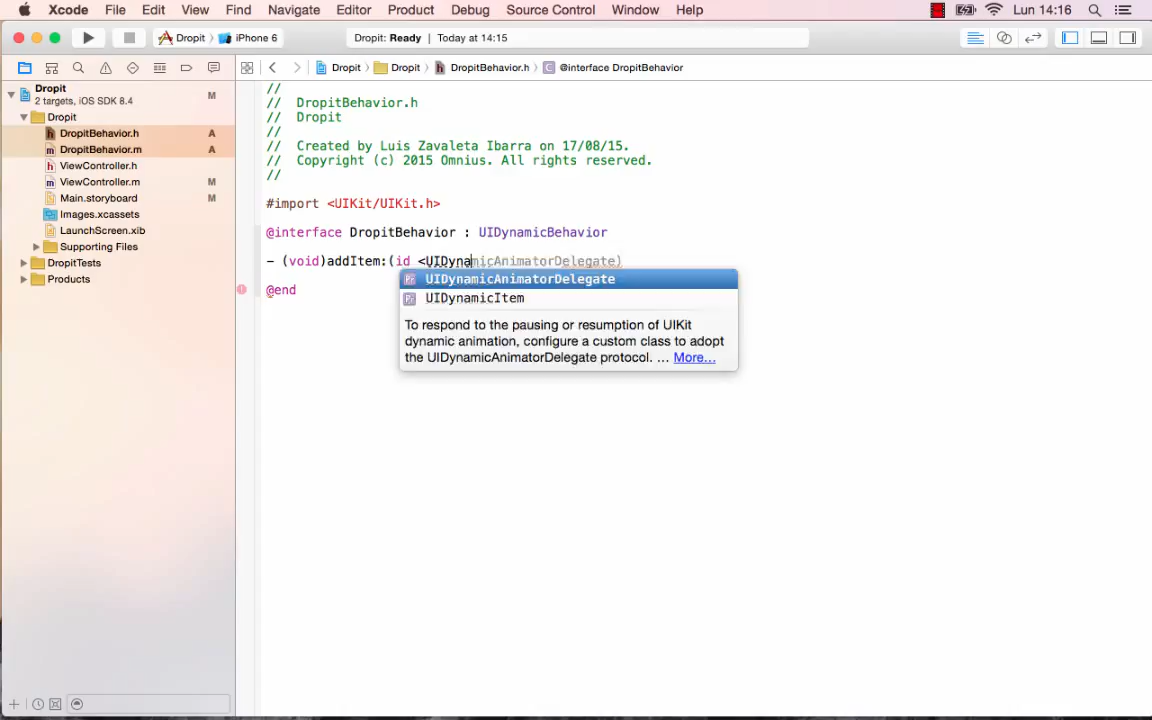 Xcode File Edit View Find Navigate Editor Product Debug Source Control Window Help Lun 14:16
Dropit iPhone 6 Dropit: Ready Today at 14:15
Dropit Dropit DropitBehavior.h @interface DropitBehavior
Dropit M
2 targets, iOS SDK 8.4
Dropit
DropitBehavior.h A
DropitBehavior.m A
ViewController.h
ViewController.m M
Main.storyboard M
Images.xcassets
LaunchScreen.xib
Supporting Files
DropitTests
Products
//
// DropitBehavior.h
// Dropit
//
// Created by Luis Zavaleta Ibarra on 17/08/15.
// Copyright (c) 2015 Omnius. All rights reserved.
//
#import <UIKit/UIKit.h>
@interface DropitBehavior : UIDynamicBehavior
- (void)addItem:(id <UIDynamicAnimatorDelegate)
@end
UIDynamicAnimatorDelegate
UIDynamicItem
To respond to the pausing or resumption of UIKit
dynamic animation, configure a custom class to adopt
the UIDynamicAnimatorDelegate protocol. … More…